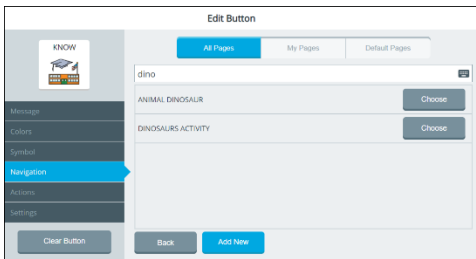 Edit Button
KNOW
All Pages
My Pages
Default Pages
dino
ANIMAL DINOSAUR
Choose
DINOSAURS ACTIVITY
Choose
Message
Colors
Symbol
Navigation
Actions
Settings
Clear Button
Back
Add New